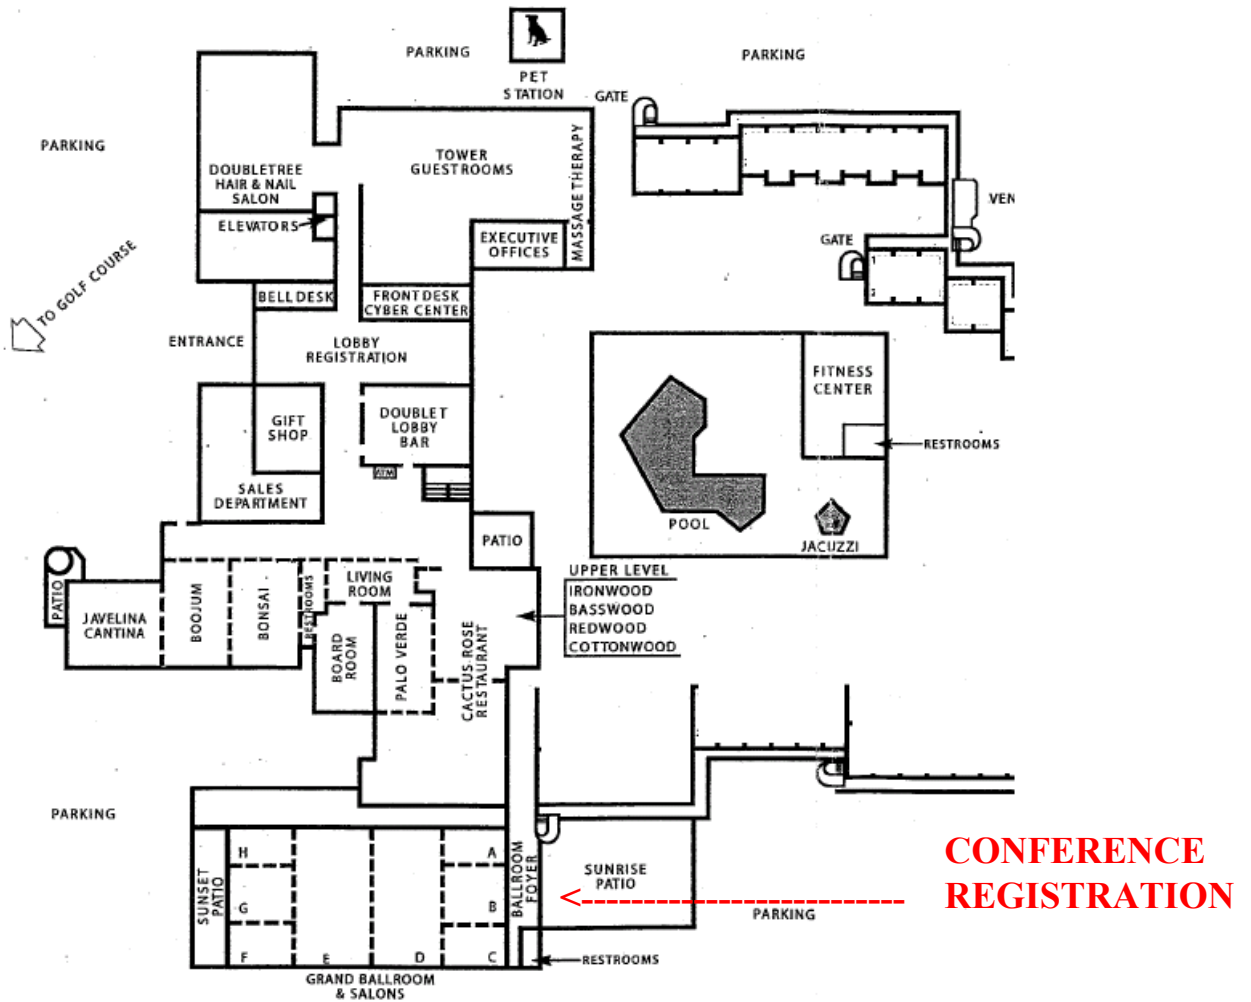 PARKING
PET
STATION
PARKING
GATE
PARKING
TOWER
GUESTROOMS
MASSAGE THERAPY
DOUBLETREE
HAIR & NAIL
SALON
VEN
ELEVATORS
EXECUTIVE
OFFICES
GATE
1
2
TO GOLF COURSE
BELL DESK
FRONT DESK
CYBER CENTER
ENTRANCE
LOBBY
REGISTRATION
FITNESS
CENTER
GIFT
SHOP
DOUBLET
LOBBY
BAR
RESTROOMS
ATM
SALES
DEPARTMENT
POOL
JACUZZI
PATIO
UPPER LEVEL
IRONWOOD
BASSWOOD
REDWOOD
COTTONWOOD
PATIO
JAVELINA
CANTINA
BOOJUM
BONSAI
RESTROOMS
LIVING
ROOM
BOARD
ROOM
PALO VERDE
CACTUS-ROSE
RESTAURANT
PARKING
H
A
BALLROOM
FOYER
SUNRISE
PATIO
CONFERENCE
REGISTRATION
SUNSET
PATIO
G
B
PARKING
F
E
D
C
RESTROOMS
GRAND BALLROOM
& SALONS